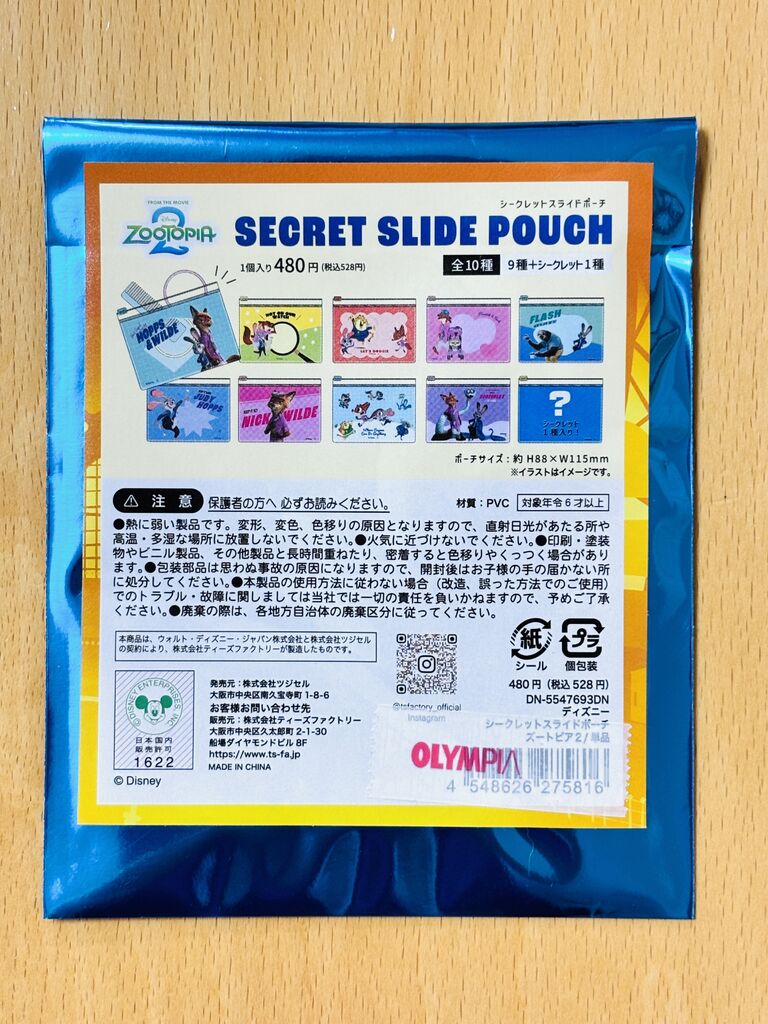 FROM THE MOVIE
シークレットスライドポーチ
Disney
ZOOTOPIA 2
SECRET SLIDE POUCH
1個入り 480円 (税込528円)
全10種 9種+シークレット1種
HOPPS & WILDE
NOT ON OUR WATCH
LET'S BOOGIE
FLASH
JUDY HOPPS
NICK WILDE
?
シークレット
1種入り!
ポーチサイズ:約 H88×W115mm
※イラストはイメージです。
⚠ 注意 保護者の方へ 必ずお読みください。 材質:PVC 対象年令6才以上
●熱に弱い製品です。変形、変色、色移りの原因となりますので、直射日光があたる所や
高温・多湿な場所に放置しないでください。●火気に近づけないでください。●印刷・塗装
物やビニル製品、その他製品と長時間重ねたり、密着すると色移りやくっつく場合があり
ます。●包装部品は思わぬ事故の原因になりますので、開封後はお子様の手の届かない所
に処分してください。●本製品の使用方法に従わない場合(改造、誤った方法でのご使用)
でのトラブル・故障に関しましては当社では一切の責任を負いかねますので、予めご了承
ください。●廃棄の際は、各地方自治体の廃棄区分に従ってください。
本商品は、ウォルト・ディズニー・ジャパン株式会社と株式会社ツジセル
の契約により、株式会社ティーズファクトリーが製造したものです。
紙 プラ
シール 個包装
©DISNEY ENTERPRISES, INC.
日本国内
販売許可
1622
© Disney
発売元:株式会社ツジセル
大阪市中央区南久宝寺町 1-8-6
お客様お問い合わせ先
販売元:株式会社ティーズファクトリー
大阪市中央区久太郎町 2-1-30
船場ダイヤモンドビル 8F
https://www.ts-fa.jp
MADE IN CHINA
@tsfactory_official
Instagram
480円(税込528円)
DN-5547693DN
ディズニー
シークレットスライドポーチ
ズートピア2/単品
OLYMPIA
4 548626 275816